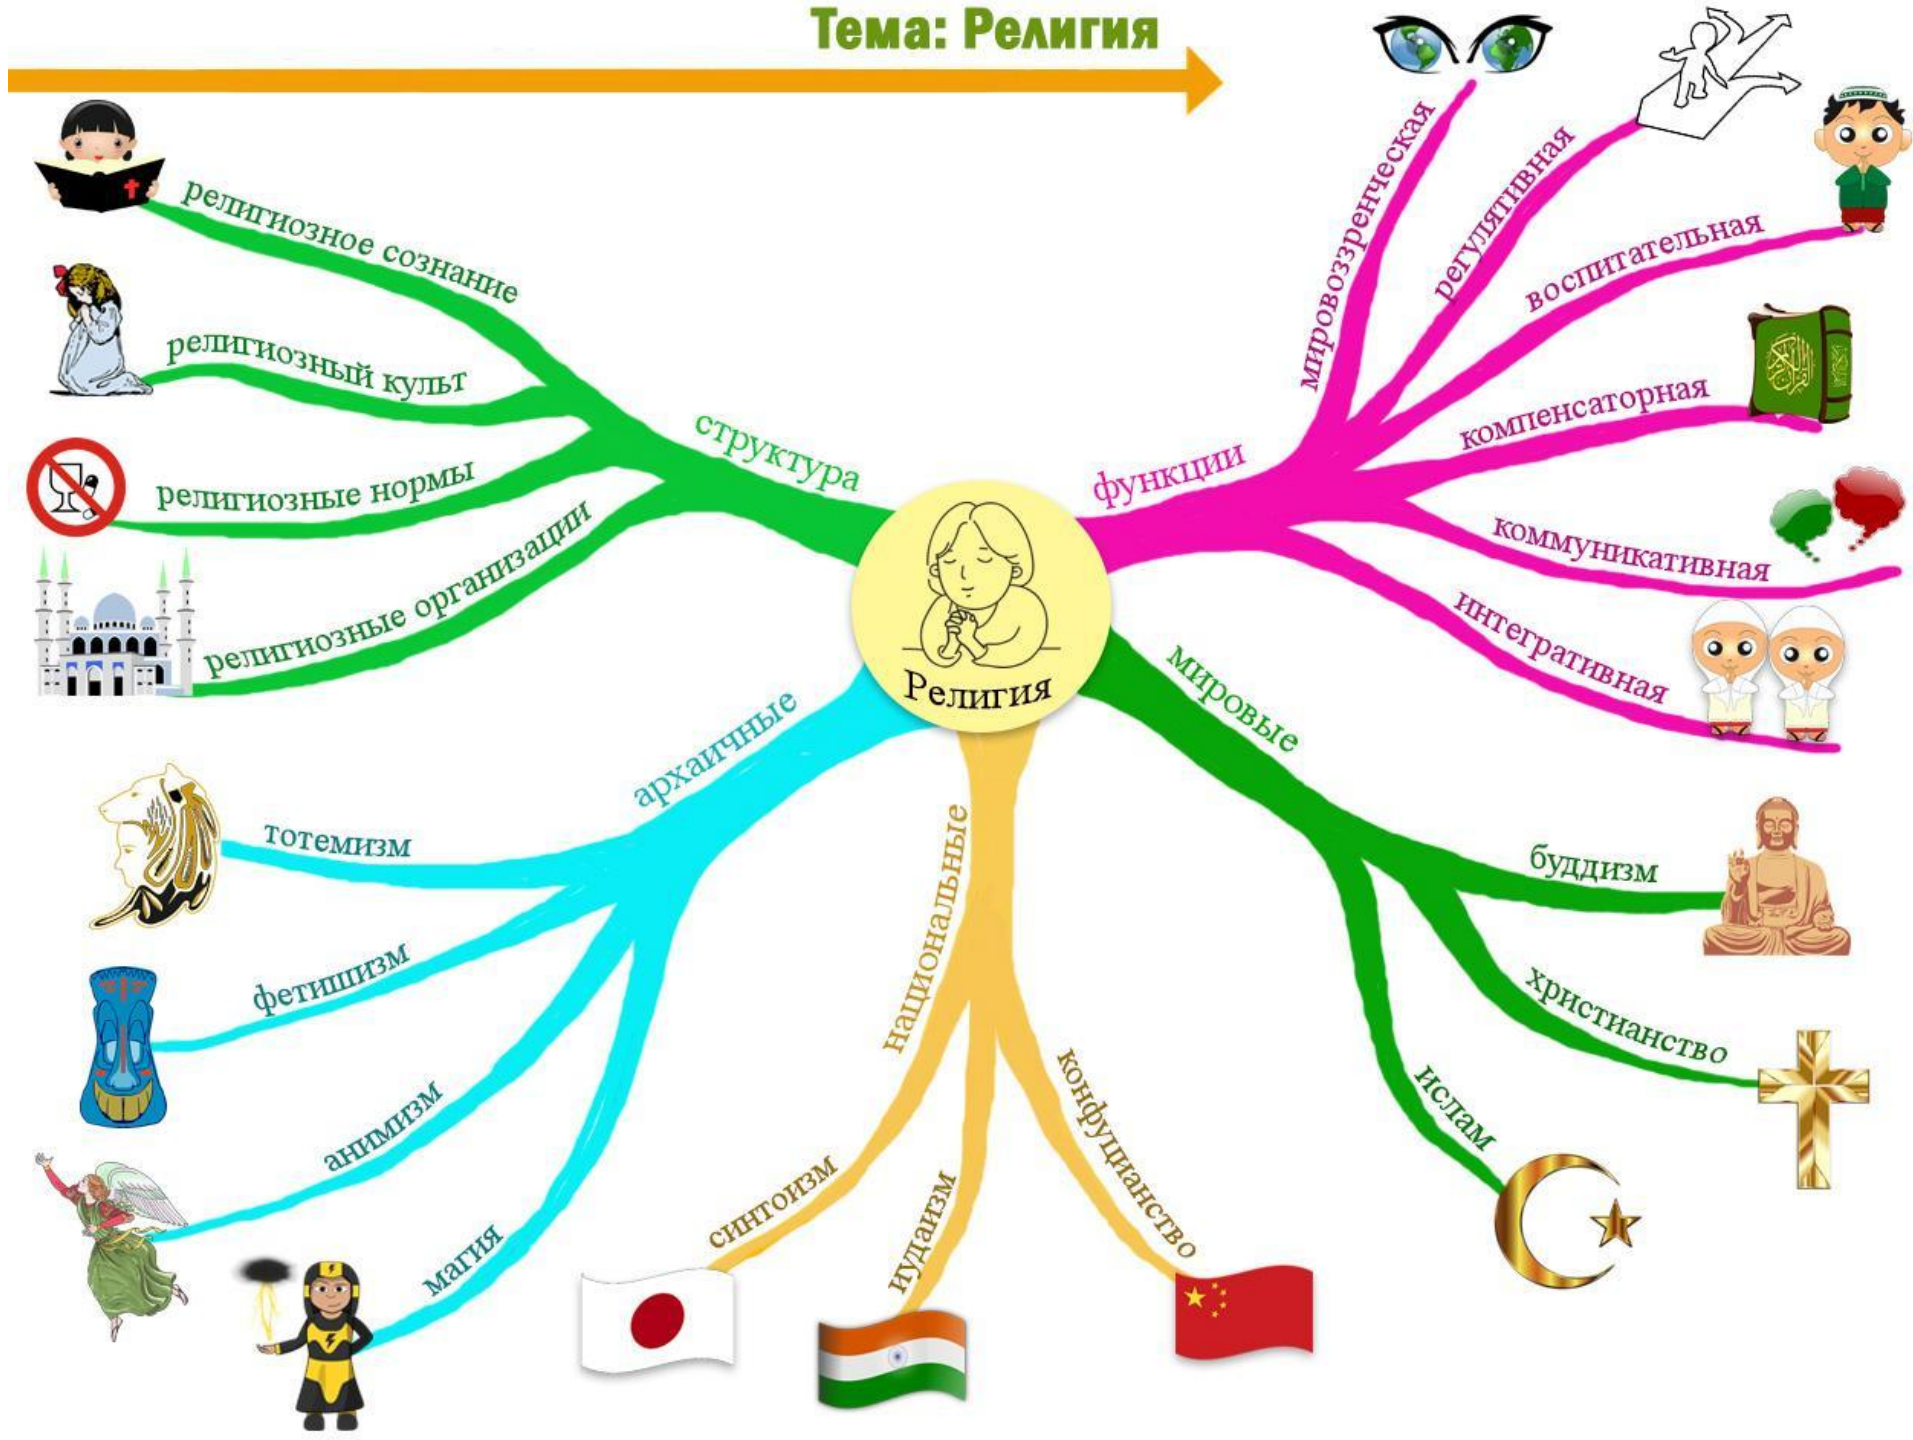 Тема: Религия
религиозное сознание
религиозный культ
религиозные нормы
религиозные организации
структура
функции
мировоззренческая
регулятивная
воспитательная
компенсаторная
коммуникативная
интегративная
Религия
архаичные
тотемизм
фетишизм
анимизм
магия
национальные
синтоизм
иудаизм
конфуцианство
мировые
буддизм
христианство
ислам